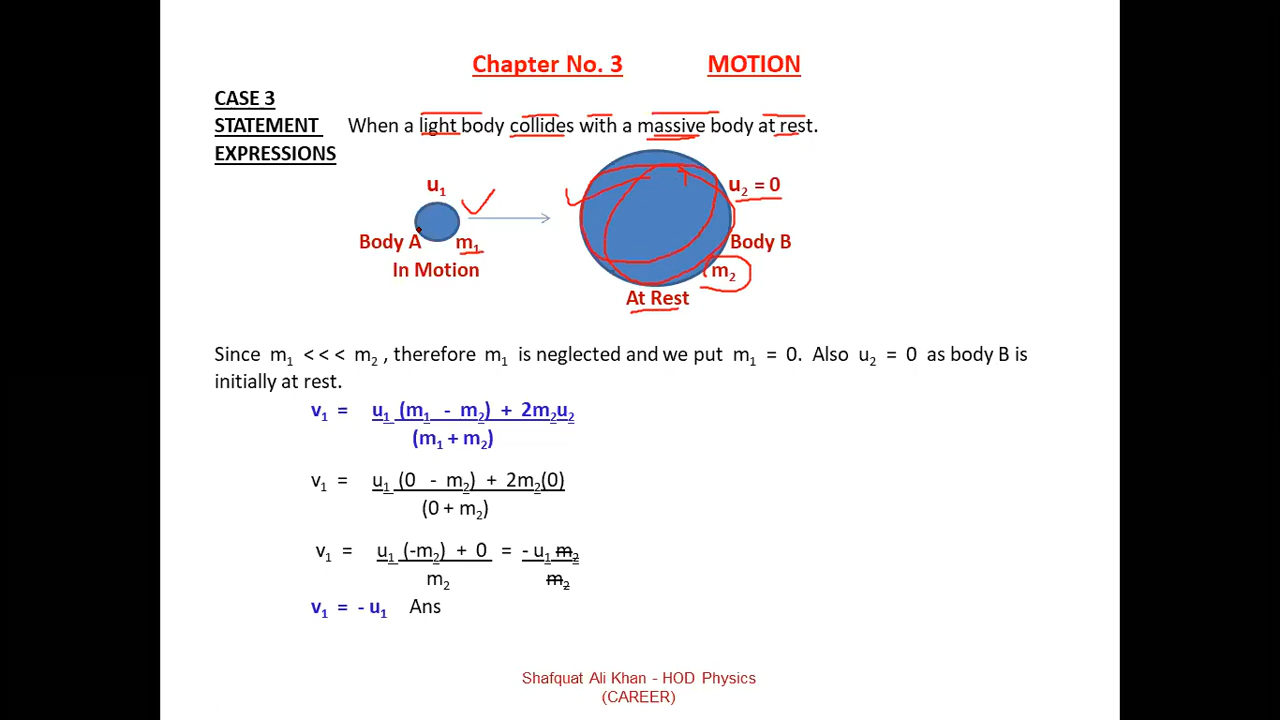 Chapter No. 3 MOTION
CASE 3
STATEMENT When a light body collides with a massive body at rest.
EXPRESSIONS
u₁ u₂ = 0
Body A m₁ Body B
In Motion m₂
At Rest
Since m₁ < < < m₂ , therefore m₁ is neglected and we put m₁ = 0. Also u₂ = 0 as body B is
initially at rest.
v₁ = u₁ (m₁ - m₂) + 2m₂u₂
(m₁ + m₂)
v₁ = u₁ (0 - m₂) + 2m₂(0)
(0 + m₂)
v₁ = u₁ (-m₂) + 0 = - u₁ m₂
m₂ m₂
v₁ = - u₁ Ans
Shafquat Ali Khan - HOD Physics
(CAREER)